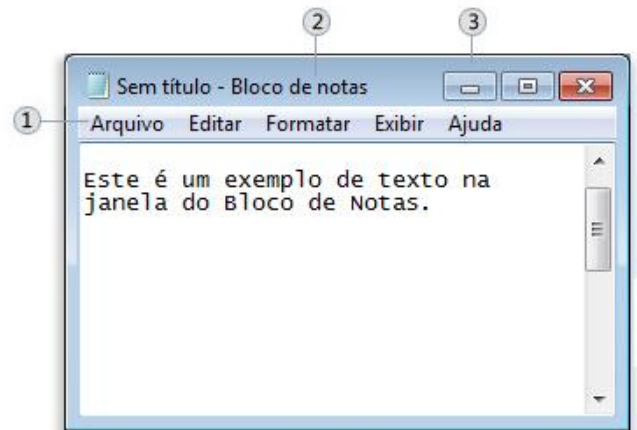 2 3
Sem título - Bloco de notas
1 Arquivo Editar Formatar Exibir Ajuda
Este é um exemplo de texto na
janela do Bloco de Notas.